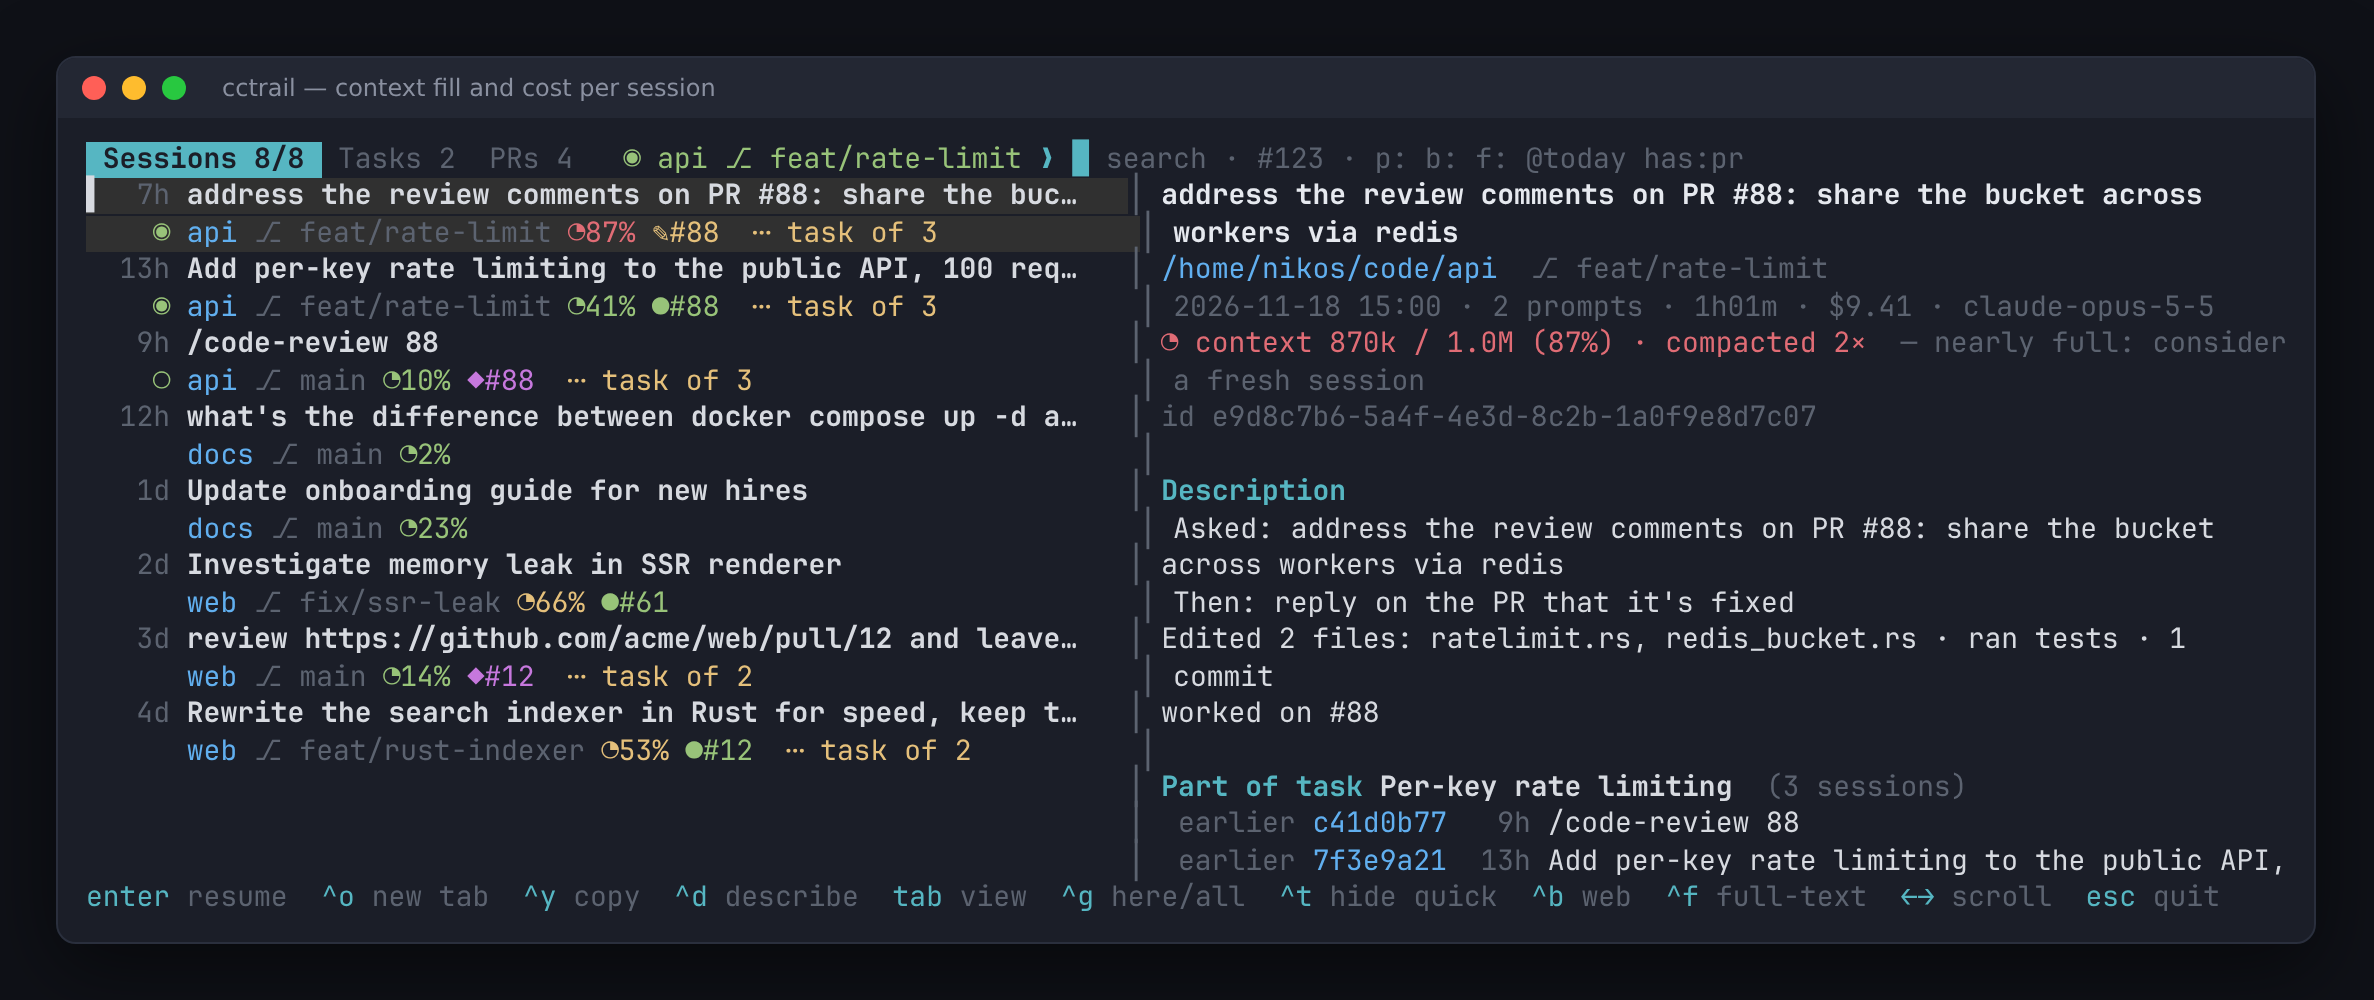 cctrail — context fill and cost per session
Sessions 8/8 Tasks 2 PRs 4 ◉ api ⎇ feat/rate-limit ❯ search · #123 · p: b: f: @today has:pr
7h address the review comments on PR #88: share the buc…
◉ api ⎇ feat/rate-limit ◔87% ✎#88 ⋯ task of 3
13h Add per-key rate limiting to the public API, 100 req…
◉ api ⎇ feat/rate-limit ◔41% ●#88 ⋯ task of 3
9h /code-review 88
○ api ⎇ main ◔10% ◆#88 ⋯ task of 3
12h what's the difference between docker compose up -d a…
docs ⎇ main ◔2%
1d Update onboarding guide for new hires
docs ⎇ main ◔23%
2d Investigate memory leak in SSR renderer
web ⎇ fix/ssr-leak ◔66% ●#61
3d review https://github.com/acme/web/pull/12 and leave…
web ⎇ main ◔14% ◆#12 ⋯ task of 2
4d Rewrite the search indexer in Rust for speed, keep t…
web ⎇ feat/rust-indexer ◔53% ●#12 ⋯ task of 2
address the review comments on PR #88: share the bucket across
workers via redis
/home/nikos/code/api ⎇ feat/rate-limit
2026-11-18 15:00 · 2 prompts · 1h01m · $9.41 · claude-opus-5-5
◔ context 870k / 1.0M (87%) · compacted 2× — nearly full: consider
a fresh session
id e9d8c7b6-5a4f-4e3d-8c2b-1a0f9e8d7c07
Description
Asked: address the review comments on PR #88: share the bucket
across workers via redis
Then: reply on the PR that it's fixed
Edited 2 files: ratelimit.rs, redis_bucket.rs · ran tests · 1
commit
worked on #88
Part of task Per-key rate limiting (3 sessions)
earlier c41d0b77 9h /code-review 88
earlier 7f3e9a21 13h Add per-key rate limiting to the public API,
enter resume ^o new tab ^y copy ^d describe tab view ^g here/all ^t hide quick ^b web ^f full-text ←→ scroll esc quit